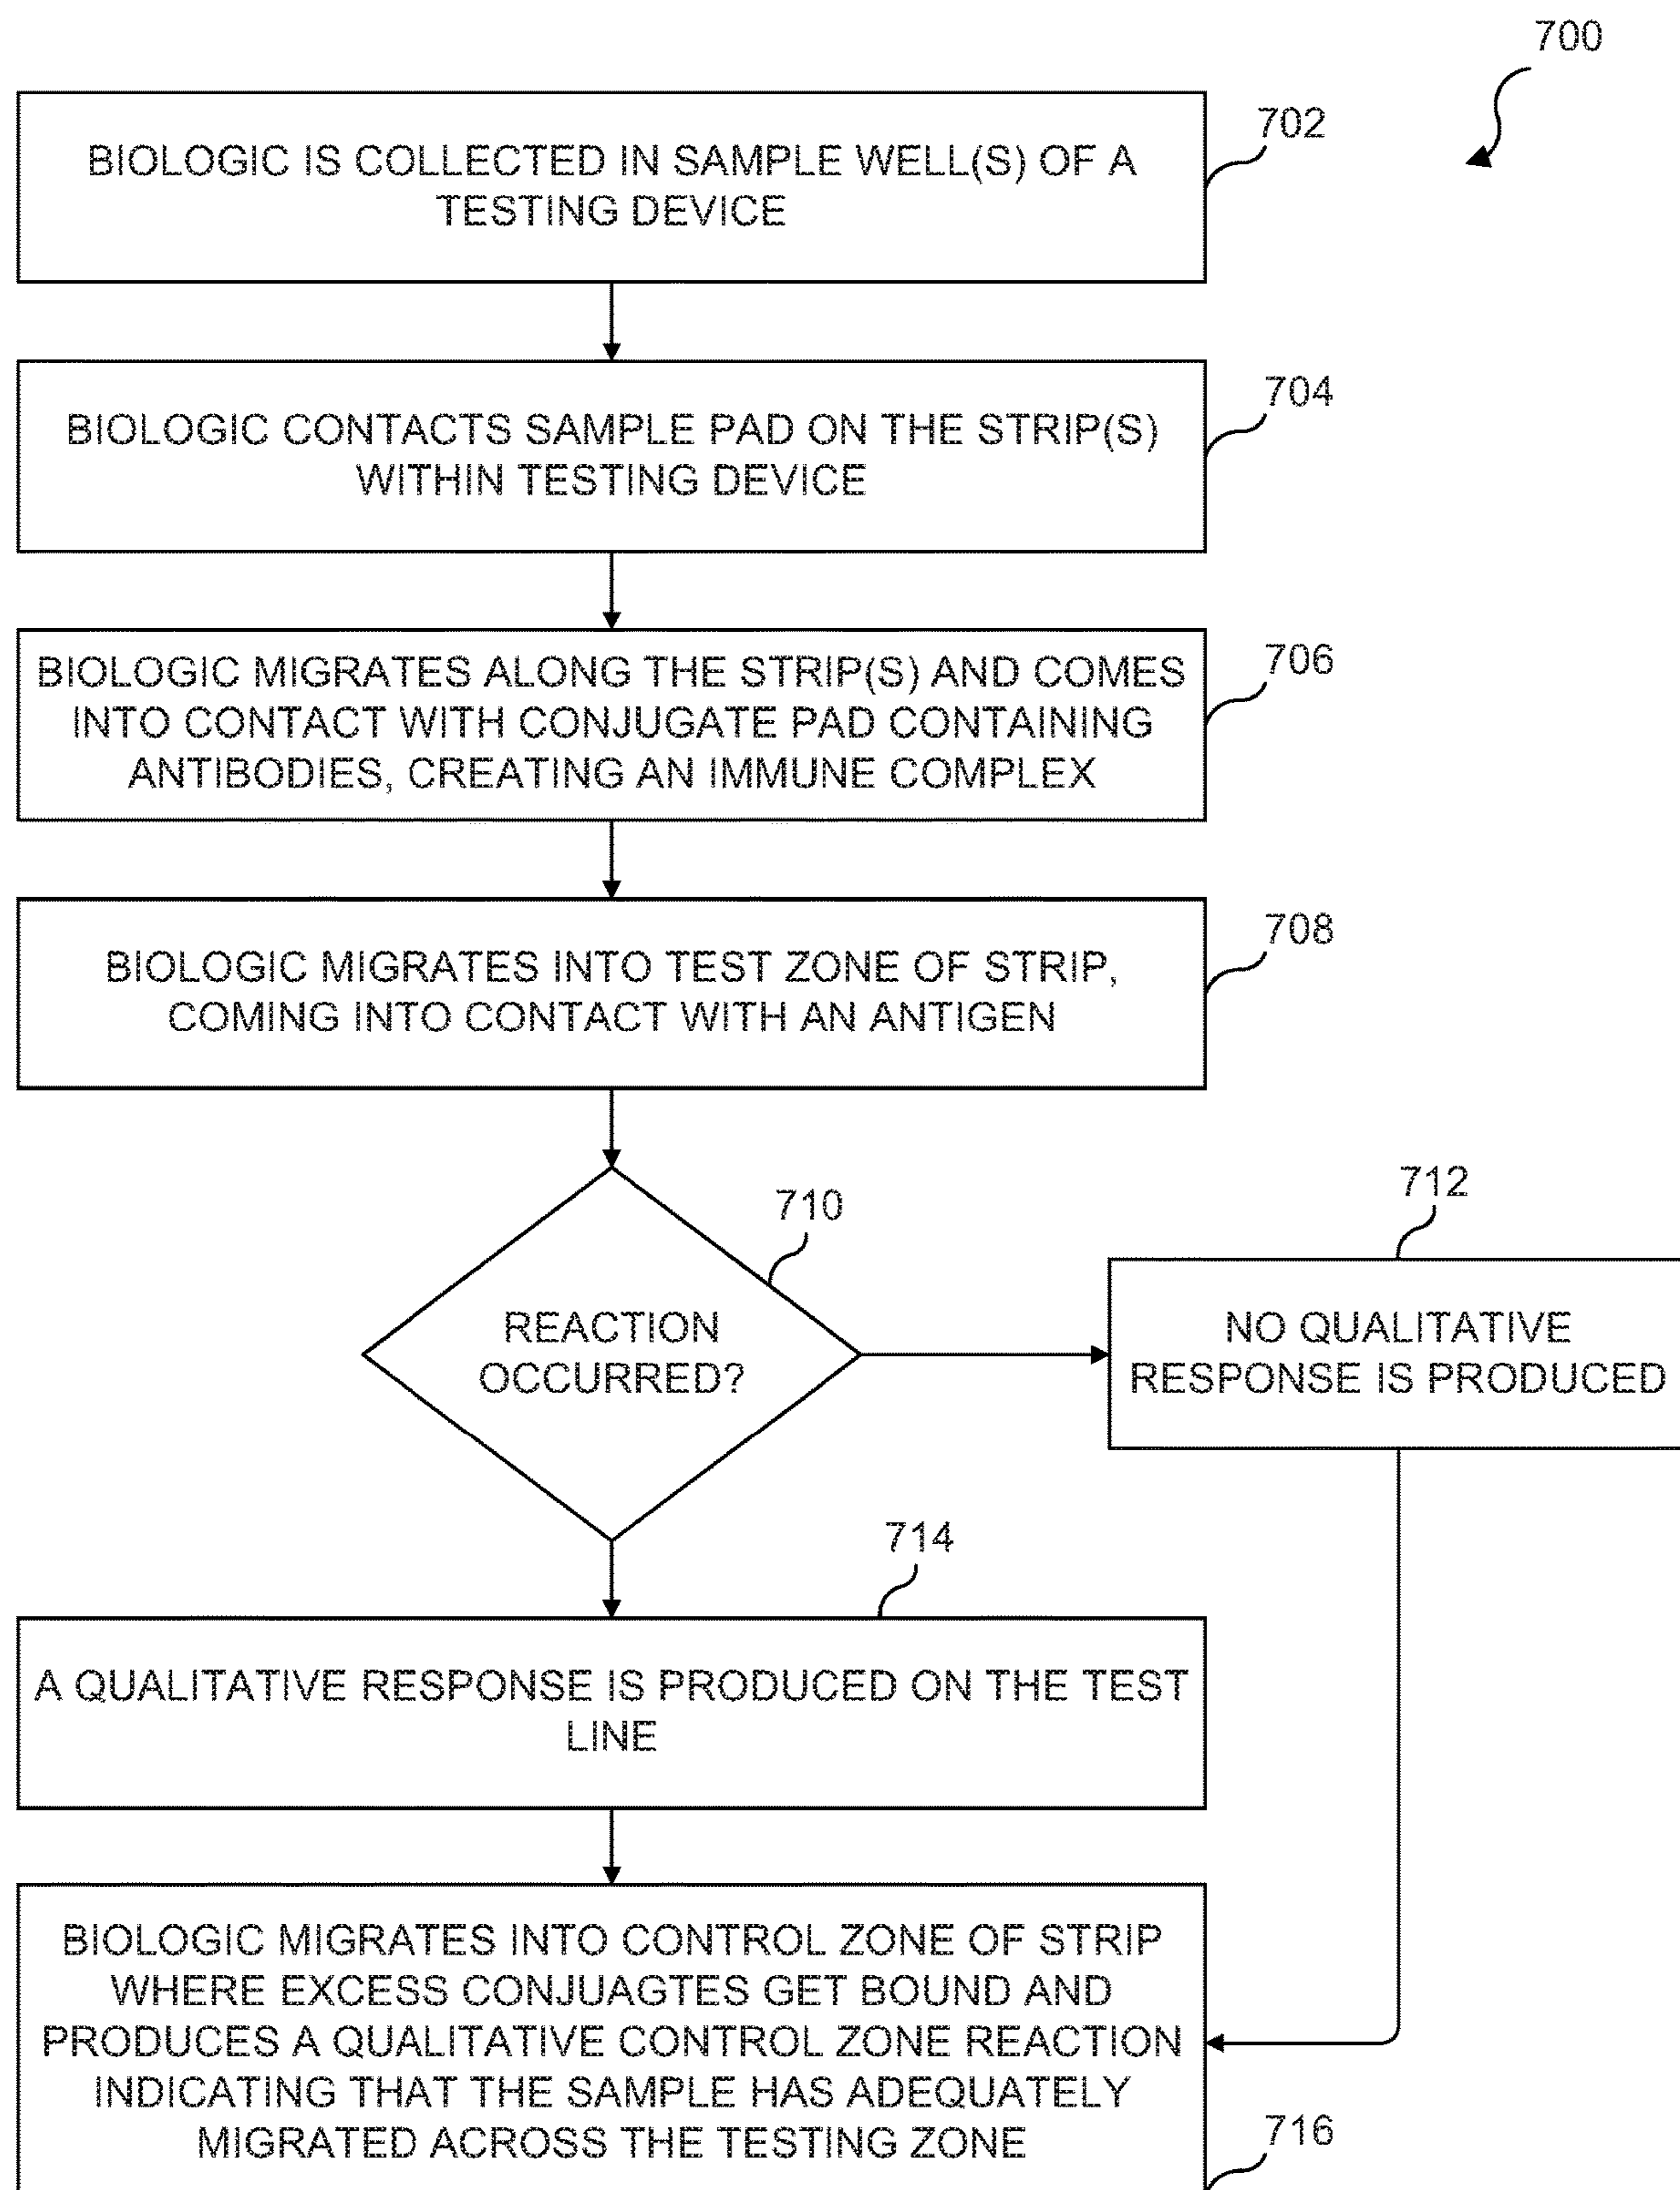 700
702
BIOLOGIC IS COLLECTED IN SAMPLE WELL(S) OF A
TESTING DEVICE
704
BIOLOGIC CONTACTS SAMPLE PAD ON THE STRIP(S)
WITHIN TESTING DEVICE
706
BIOLOGIC MIGRATES ALONG THE STRIP(S) AND COMES
INTO CONTACT WITH CONJUGATE PAD CONTAINING
ANTIBODIES, CREATING AN IMMUNE COMPLEX
708
BIOLOGIC MIGRATES INTO TEST ZONE OF STRIP,
COMING INTO CONTACT WITH AN ANTIGEN
710
REACTION
OCCURRED?
712
NO QUALITATIVE
RESPONSE IS PRODUCED
714
A QUALITATIVE RESPONSE IS PRODUCED ON THE TEST
LINE
BIOLOGIC MIGRATES INTO CONTROL ZONE OF STRIP
WHERE EXCESS CONJUAGTES GET BOUND AND
PRODUCES A QUALITATIVE CONTROL ZONE REACTION
INDICATING THAT THE SAMPLE HAS ADEQUATELY
MIGRATED ACROSS THE TESTING ZONE
716